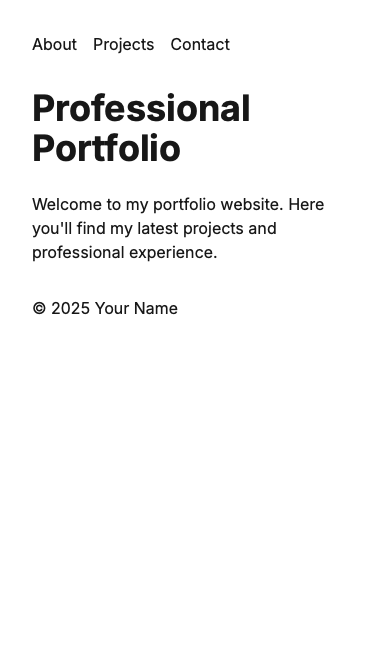 About Projects Contact
Professional
Portfolio
Welcome to my portfolio website. Here
you'll find my latest projects and
professional experience.
© 2025 Your Name